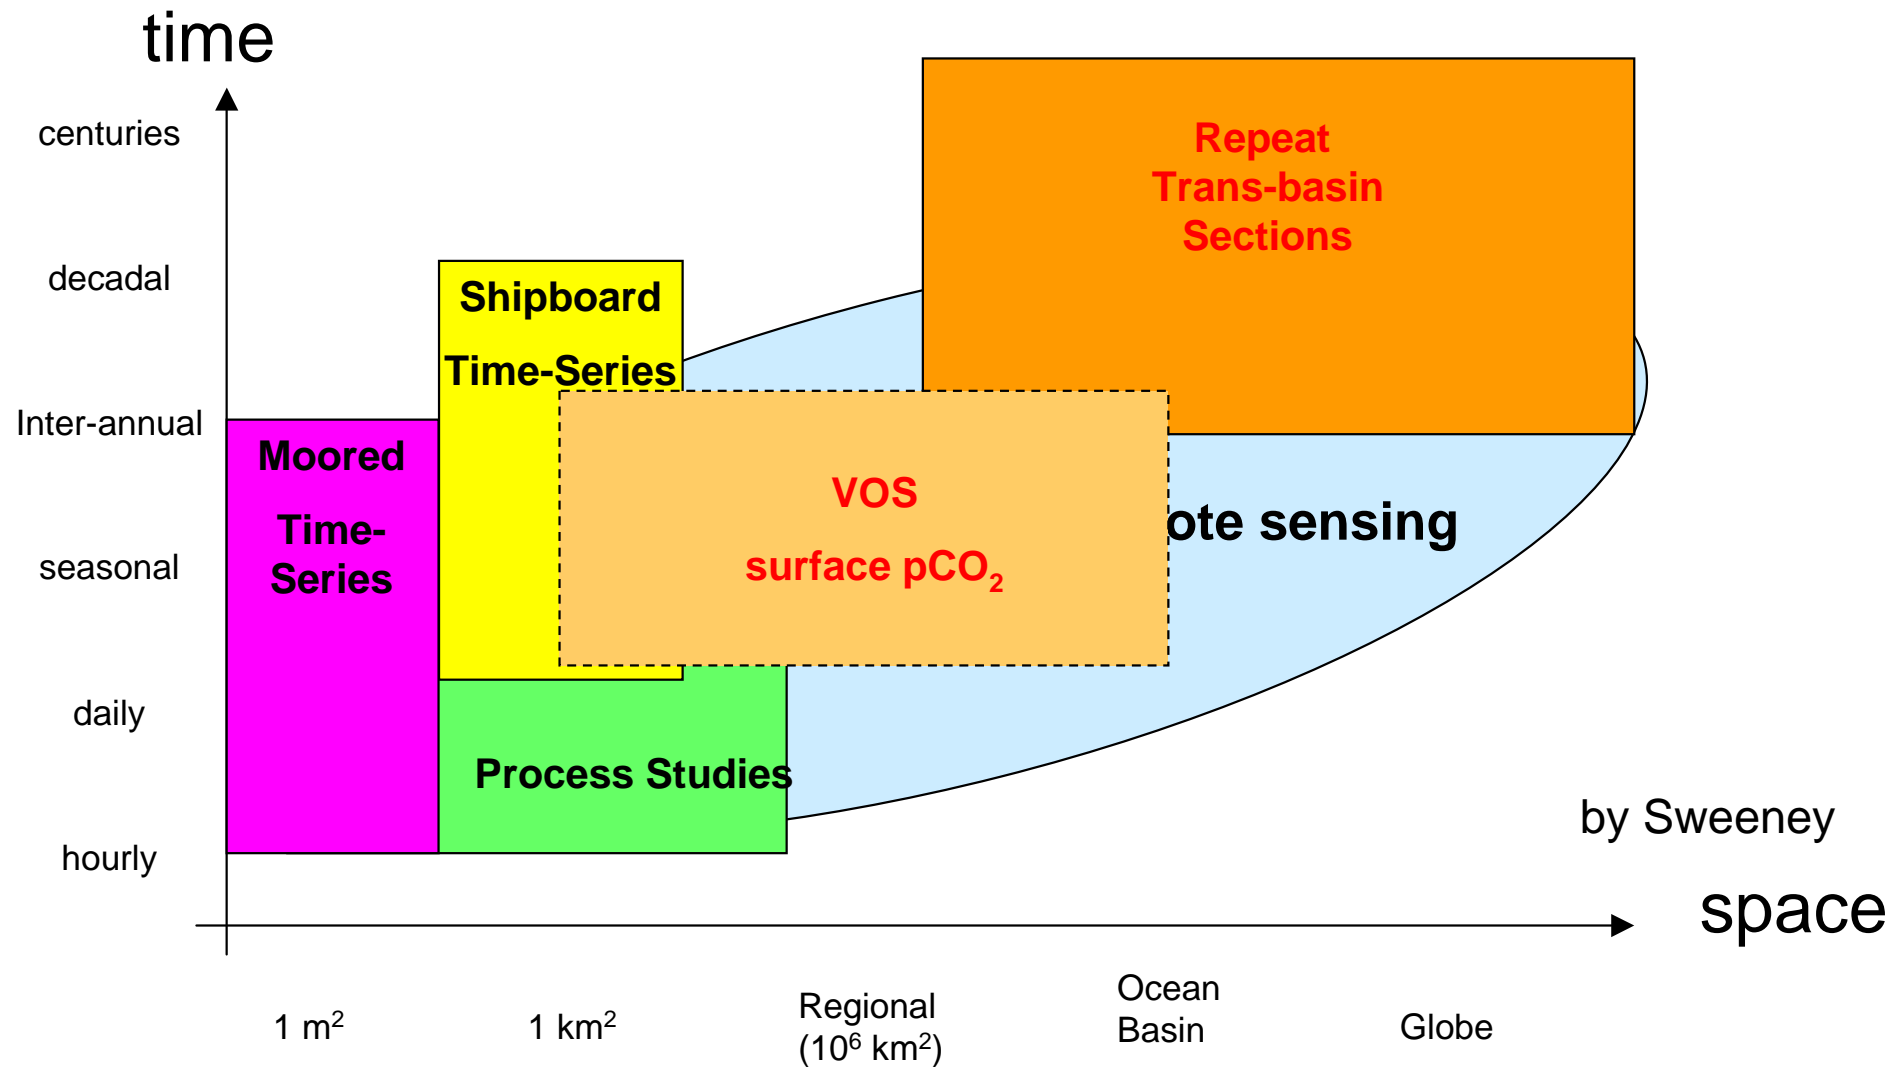 time
centuries
decadal
Inter-annual
seasonal
daily
hourly
Repeat
Trans-basin
Sections
Shipboard
Time-Series
Moored
Time-
Series
VOS
surface pCO₂
ote sensing
Process Studies
by Sweeney
space
1 m²
1 km²
Regional
(10⁶ km²)
Ocean
Basin
Globe